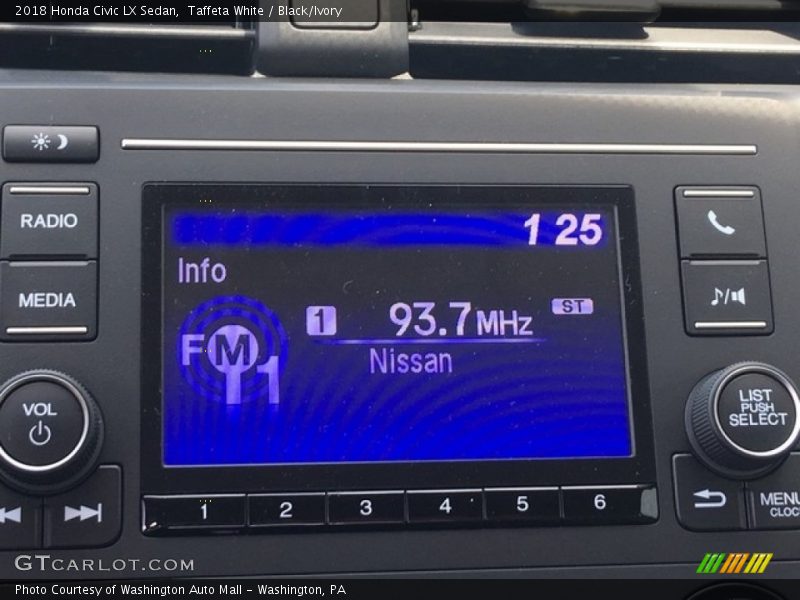 2018 Honda Civic LX Sedan, Taffeta White / Black/Ivory
RADIO
MEDIA
VOL
1 25
Info
FM1
1
93.7 MHz
ST
Nissan
LIST
PUSH
SELECT
MENU
CLOCK
1 2 3 4 5 6
GTCARLOT.COM
Photo Courtesy of Washington Auto Mall - Washington, PA